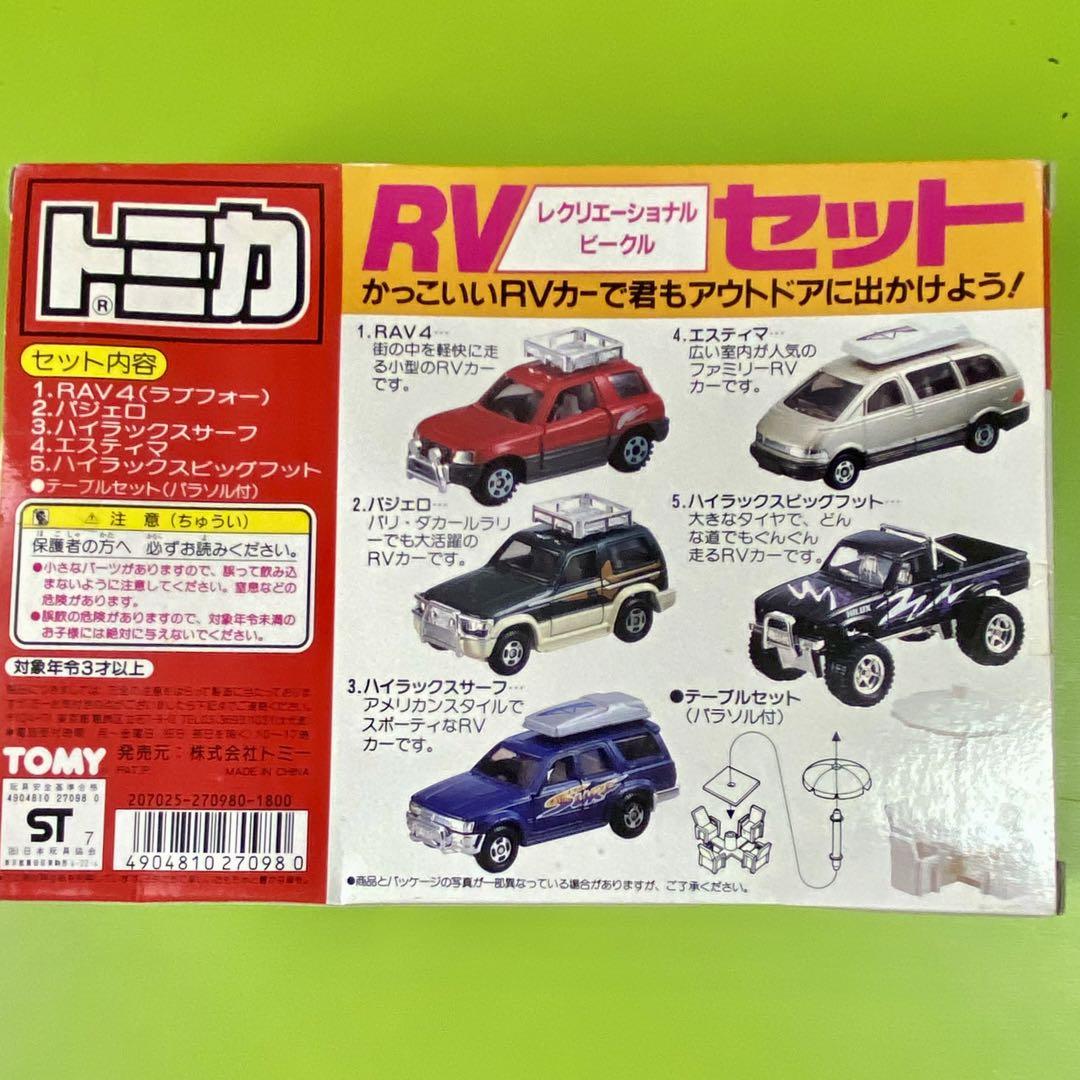 トミカ
®
セット内容
1.RAV4(ラブフォー)
2.パジェロ
3.ハイラックスサーフ
4.エスティマ
5.ハイラックスビッグフット
●テーブルセット(パラソル付)
⚠ 注 意 (ちゅうい)
保護者の方へ 必ずお読みください。
●小さなパーツがありますので、誤って飲み込
まないように注意してください。窒息などの
危険があります。
●誤飲の危険がありますので、対象年令未満の
お子様には絶対に与えないでください。
対象年令3才以上
TOMY 発売元:株式会社トミー
PAT.P MADE IN CHINA
玩具安全基準合格
4904810 27098 0
ST 7
(社)日本玩具協会
207025-270980-1800
4904810270980
RV レクリエーショナル ビークル セット
かっこいいRVカーで君もアウトドアに出かけよう!
1.RAV4…
街の中を軽快に走
る小型のRVカー
です。
2.パジェロ…
パリ・ダカールラリ
ーでも大活躍の
RVカーです。
3.ハイラックスサーフ…
アメリカンスタイルで
スポーティなRV
カーです。
4.エスティマ…
広い室内が人気の
ファミリーRV
カーです。
5.ハイラックスビッグフット…
大きなタイヤで、どん
な道でもぐんぐん
走るRVカーです。
HILUX
●テーブルセット
(パラソル付)
●商品とパッケージの写真が一部異なっている場合がありますが、ご了承ください。